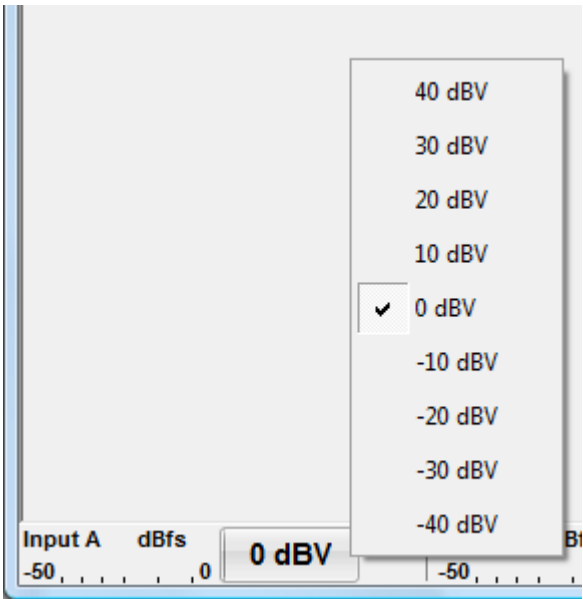 40 dBV
30 dBV
20 dBV
10 dBV
0 dBV
-10 dBV
-20 dBV
-30 dBV
-40 dBV
Input A dBfs
-50 0
0 dBV
-50